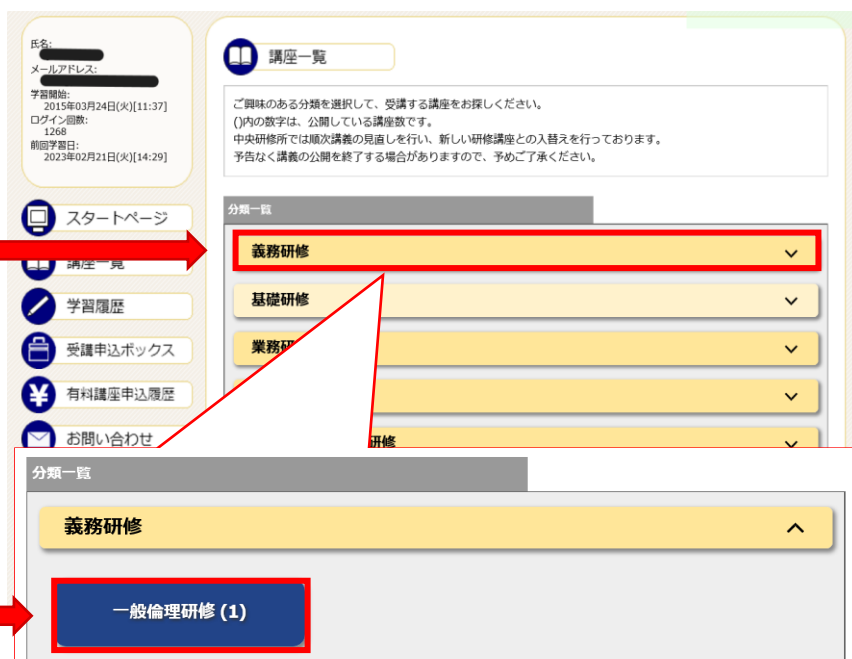 氏名:
メールアドレス:
学習開始:
2015年03月24日(火)[11:37]
ログイン回数:
1268
前回学習日:
2023年02月21日(火)[14:29]
スタートページ
講座一覧
学習履歴
受講申込ボックス
有料講座申込履歴
お問い合わせ
講座一覧
ご興味のある分類を選択して、受講する講座をお探しください。
()内の数字は、公開している講座数です。
中央研修所では順次講義の見直しを行い、新しい研修講座との入替えを行っております。
予告なく講義の公開を終了する場合がありますので、予めご了承ください。
分類一覧
義務研修
基礎研修
業務研
研修
分類一覧
義務研修
一般倫理研修 (1)